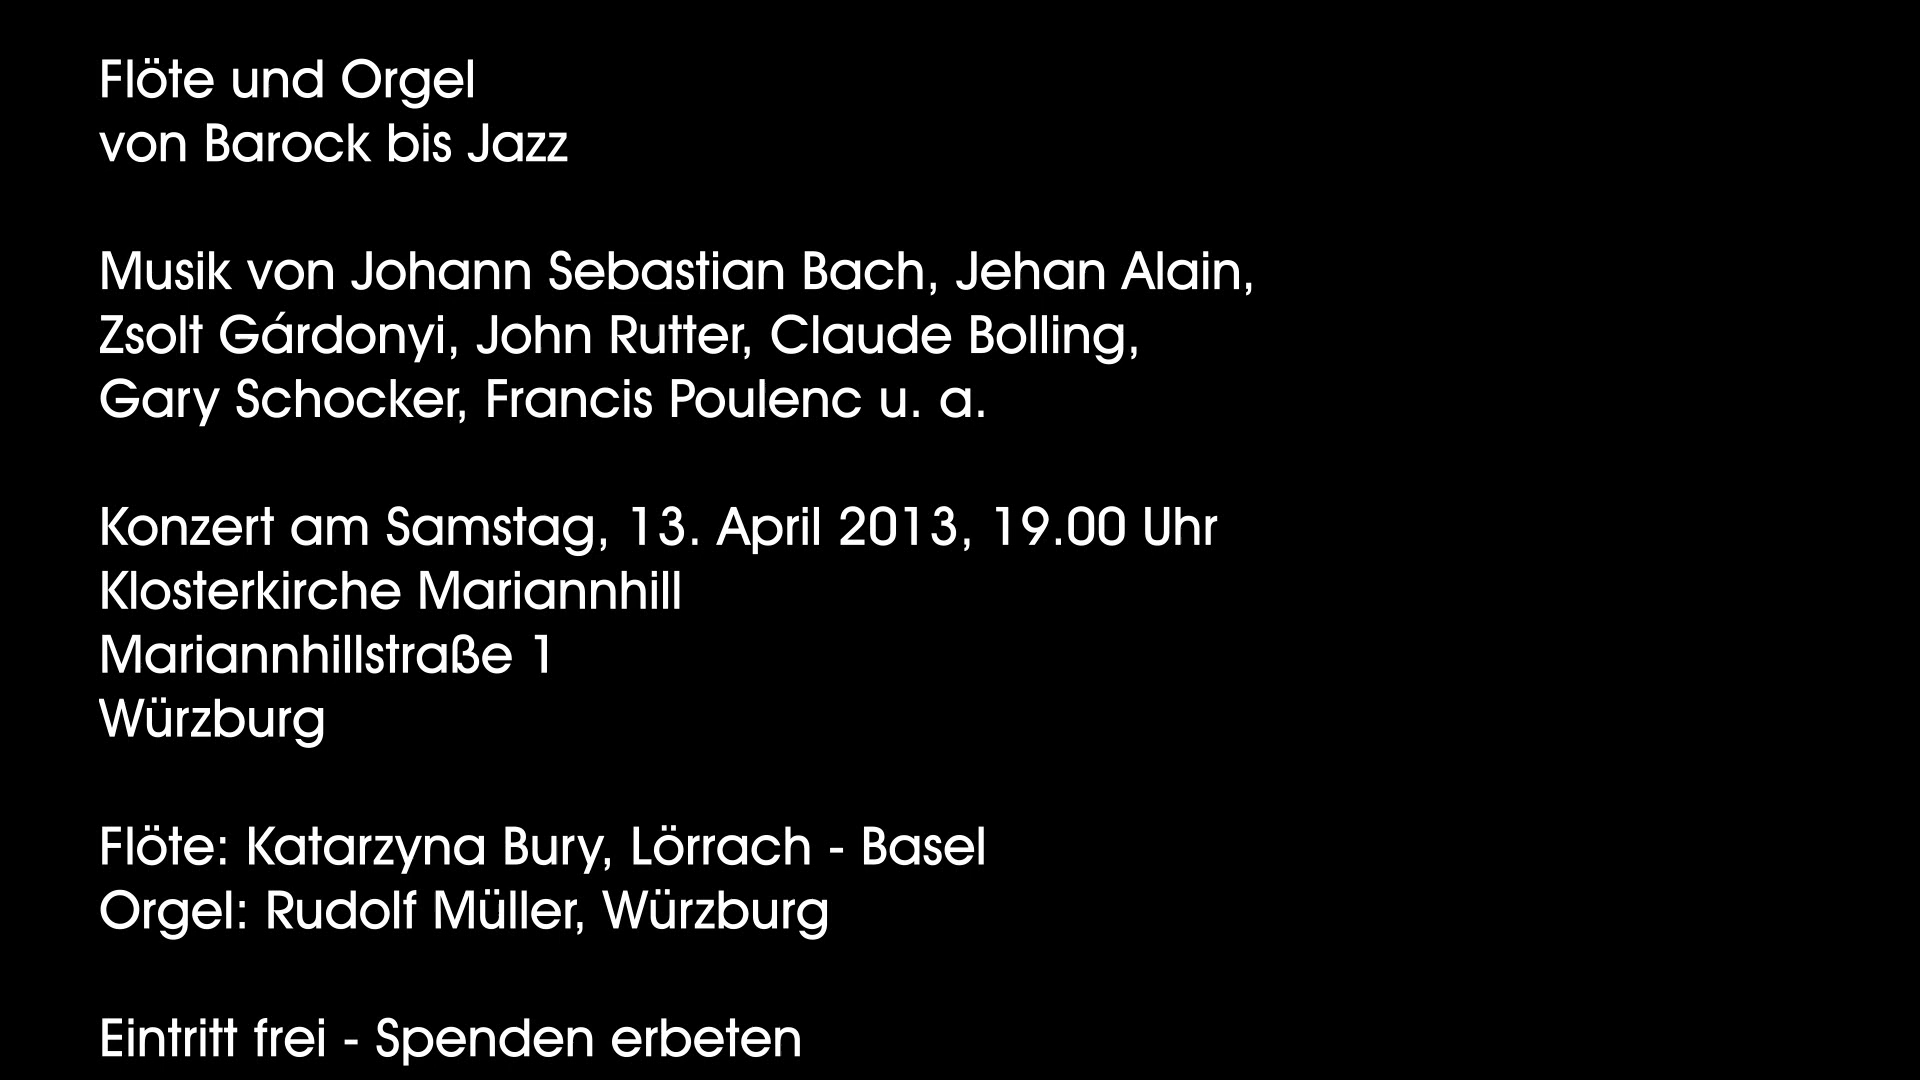 Flöte und Orgel
von Barock bis Jazz
Musik von Johann Sebastian Bach, Jehan Alain,
Zsolt Gárdonyi, John Rutter, Claude Bolling,
Gary Schocker, Francis Poulenc u. a.
Konzert am Samstag, 13. April 2013, 19.00 Uhr
Klosterkirche Mariannhill
Mariannhillstraße 1
Würzburg
Flöte: Katarzyna Bury, Lörrach - Basel
Orgel: Rudolf Müller, Würzburg
Eintritt frei - Spenden erbeten